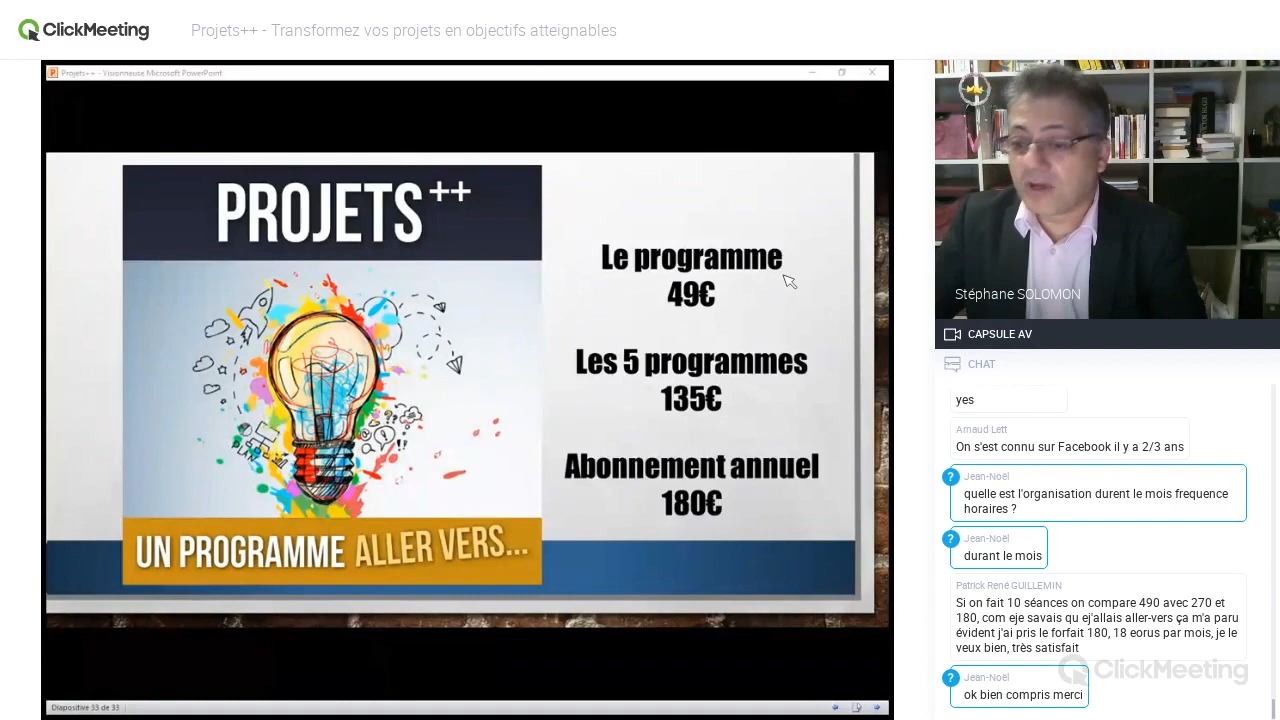 ClickMeeting
Projets++ - Transformez vos projets en objectifs atteignables
Projets++ - Visionneuse Microsoft PowerPoint
PROJETS++
PLAN
UN PROGRAMME ALLER VERS...
Le programme
49€
Les 5 programmes
135€
Abonnement annuel
180€
Diapositive 33 de 33
VICTOR HUGO
Stéphane SOLOMON
CAPSULE AV
CHAT
yes
Arnaud Lett
On s'est connu sur Facebook il y a 2/3 ans
Jean-Noël
quelle est l'organisation durent le mois frequence
horaires ?
Jean-Noël
durant le mois
Patrick René GUILLEMIN
Si on fait 10 séances on compare 490 avec 270 et
180, com eje savais qu ej'allais aller-vers ça m'a paru
évident j'ai pris le forfait 180, 18 eorus par mois, je le
veux bien, très satisfait
ClickMeeting
Jean-Noël
ok bien compris merci